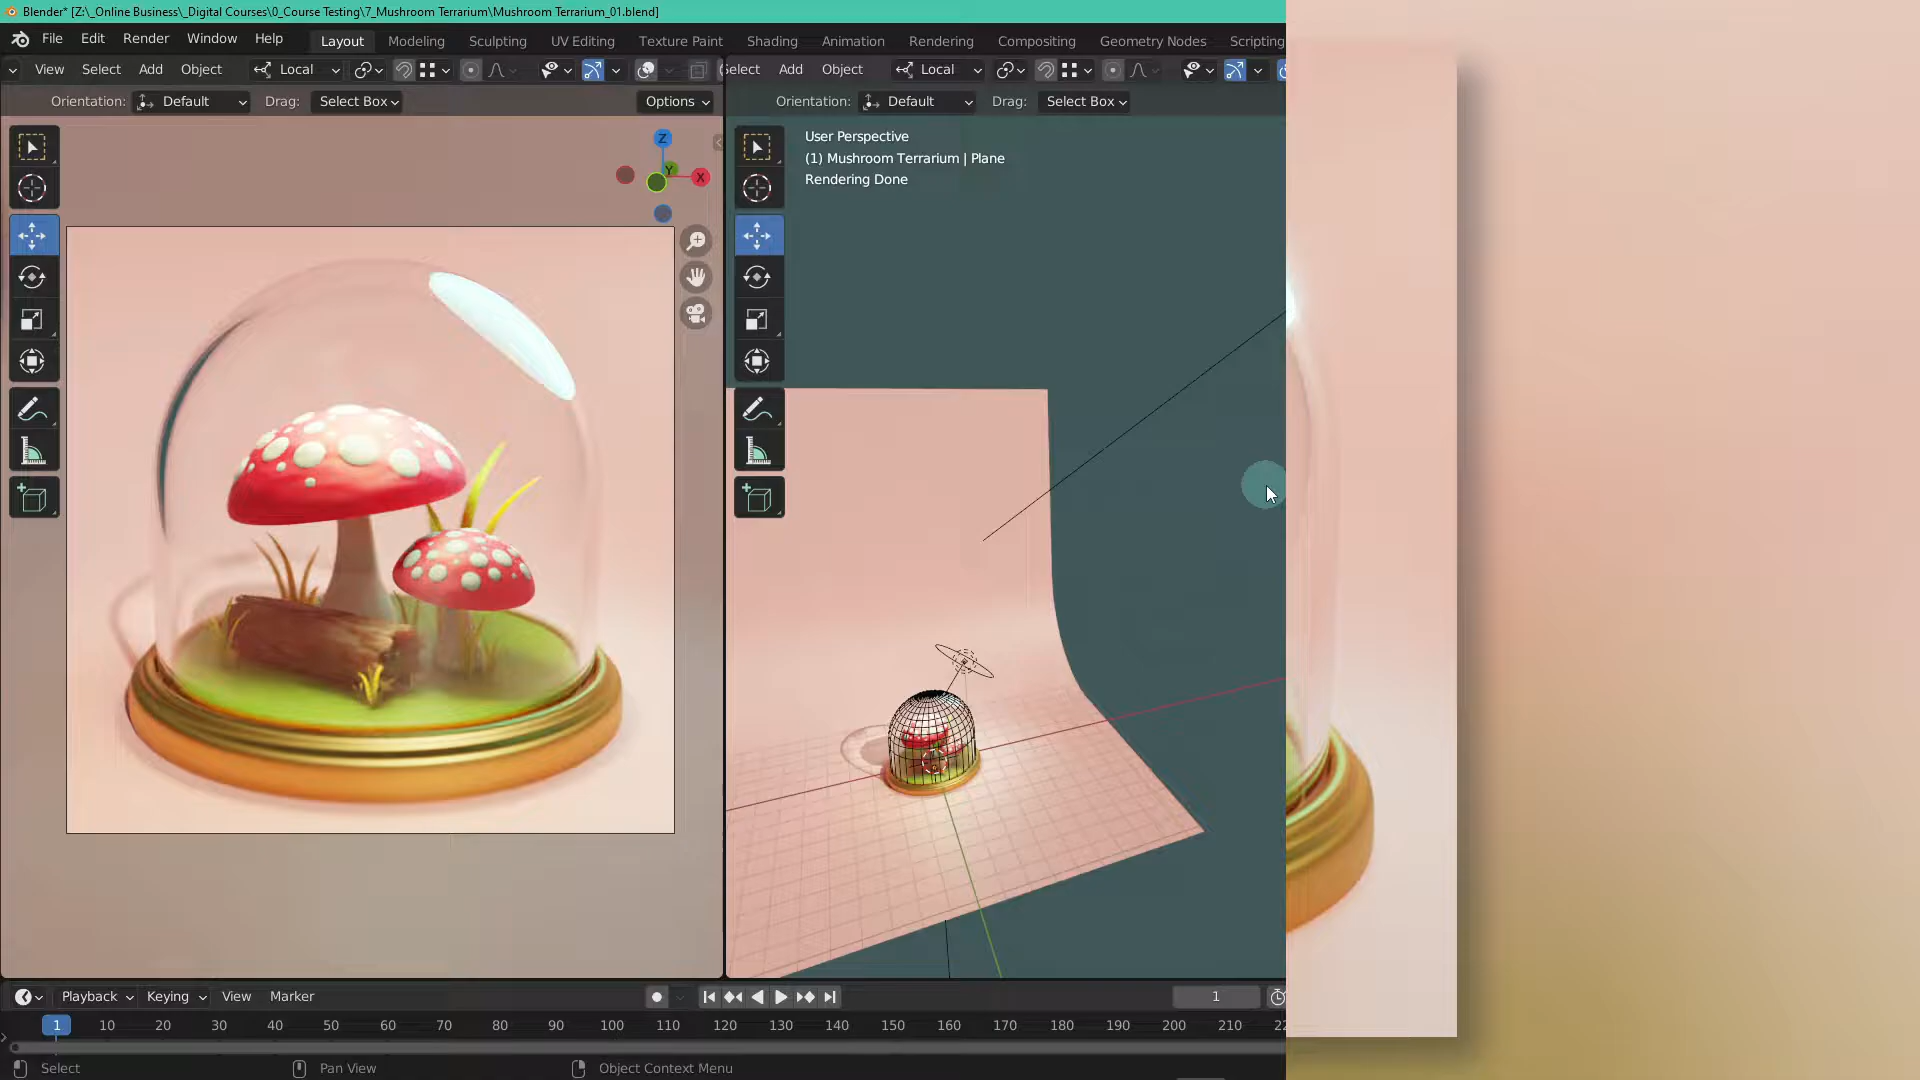 Blender* [Z:\_Online Business\_Digital Courses\0_Course Testing\7_Mushroom Terrarium\Mushroom Terrarium_01.blend]
File Edit Render Window Help Layout Modeling Sculpting UV Editing Texture Paint Shading Animation Rendering Compositing Geometry Nodes Scripting
View Select Add Object Local
Select Add Object Local
Orientation: Default Drag: Select Box Options
Orientation: Default Drag: Select Box
Z
Y
X
User Perspective
(1) Mushroom Terrarium | Plane
Rendering Done
Playback Keying View Marker 1
1 10 20 30 40 50 60 70 80 90 100 110 120 130 140 150 160 170 180 190 200 210
Select Pan View Object Context Menu